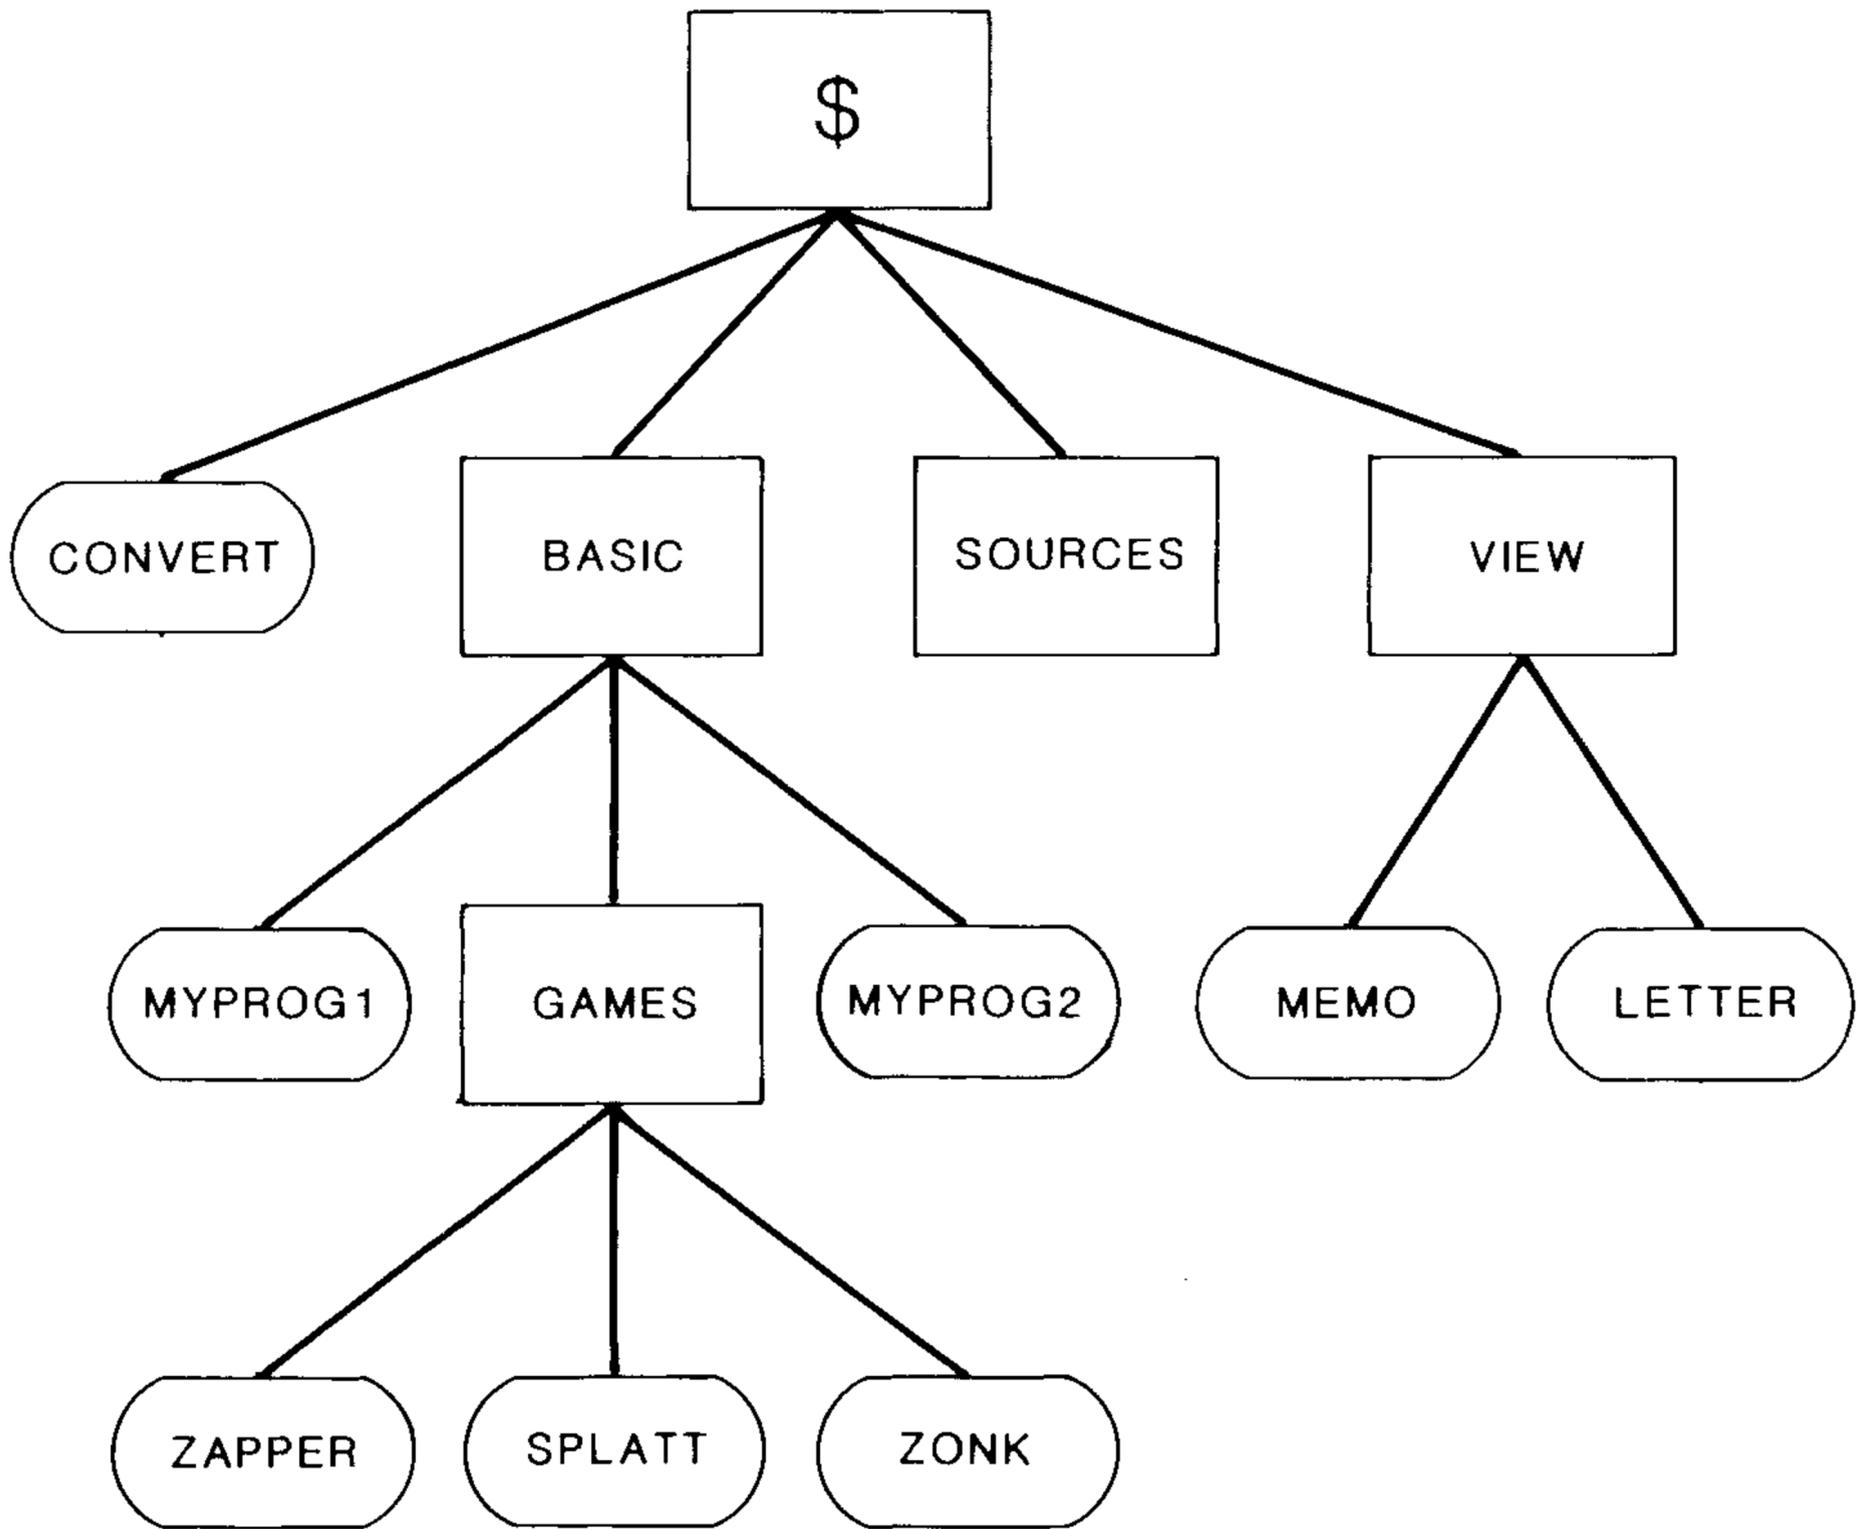 $
CONVERT
BASIC
SOURCES
VIEW
MYPROG1
GAMES
MYPROG2
MEMO
LETTER
ZAPPER
SPLATT
ZONK